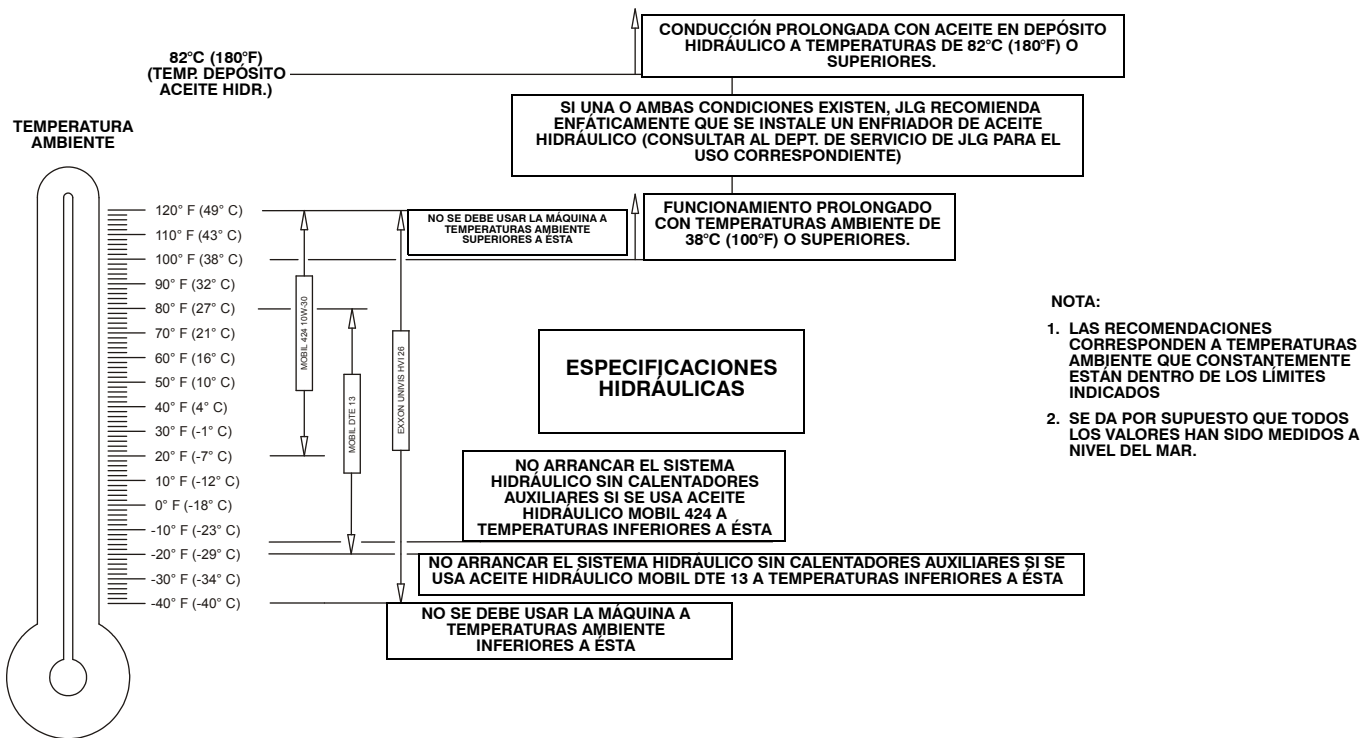 82°C (180°F)
(TEMP. DEPÓSITO
ACEITE HIDR.)
CONDUCCIÓN PROLONGADA CON ACEITE EN DEPÓSITO
HIDRÁULICO A TEMPERATURAS DE 82°C (180°F) O
SUPERIORES.
SI UNA O AMBAS CONDICIONES EXISTEN, JLG RECOMIENDA
ENFÁTICAMENTE QUE SE INSTALE UN ENFRIADOR DE ACEITE
HIDRÁULICO (CONSULTAR AL DEPT. DE SERVICIO DE JLG PARA EL
USO CORRESPONDIENTE)
TEMPERATURA
AMBIENTE
120° F (49° C)
110° F (43° C)
100° F (38° C)
90° F (32° C)
80° F (27° C)
70° F (21° C)
60° F (16° C)
50° F (10° C)
40° F (4° C)
30° F (-1° C)
20° F (-7° C)
10° F (-12° C)
0° F (-18° C)
-10° F (-23° C)
-20° F (-29° C)
-30° F (-34° C)
-40° F (-40° C)
MOBIL 424 10W-30
MOBIL DTE 13
EXXON UNIVIS HVI 26
NO SE DEBE USAR LA MÁQUINA A
TEMPERATURAS AMBIENTE
SUPERIORES A ÉSTA
FUNCIONAMIENTO PROLONGADO
CON TEMPERATURAS AMBIENTE DE
38°C (100°F) O SUPERIORES.
ESPECIFICACIONES
HIDRÁULICAS
NO ARRANCAR EL SISTEMA
HIDRÁULICO SIN CALENTADORES
AUXILIARES SI SE USA ACEITE
HIDRÁULICO MOBIL 424 A
TEMPERATURAS INFERIORES A ÉSTA
NO ARRANCAR EL SISTEMA HIDRÁULICO SIN CALENTADORES AUXILIARES SI SE
USA ACEITE HIDRÁULICO MOBIL DTE 13 A TEMPERATURAS INFERIORES A ÉSTA
NO SE DEBE USAR LA MÁQUINA A
TEMPERATURAS AMBIENTE
INFERIORES A ÉSTA
NOTA:
1. LAS RECOMENDACIONES
CORRESPONDEN A TEMPERATURAS
AMBIENTE QUE CONSTANTEMENTE
ESTÁN DENTRO DE LOS LÍMITES
INDICADOS
2. SE DA POR SUPUESTO QUE TODOS
LOS VALORES HAN SIDO MEDIDOS A
NIVEL DEL MAR.